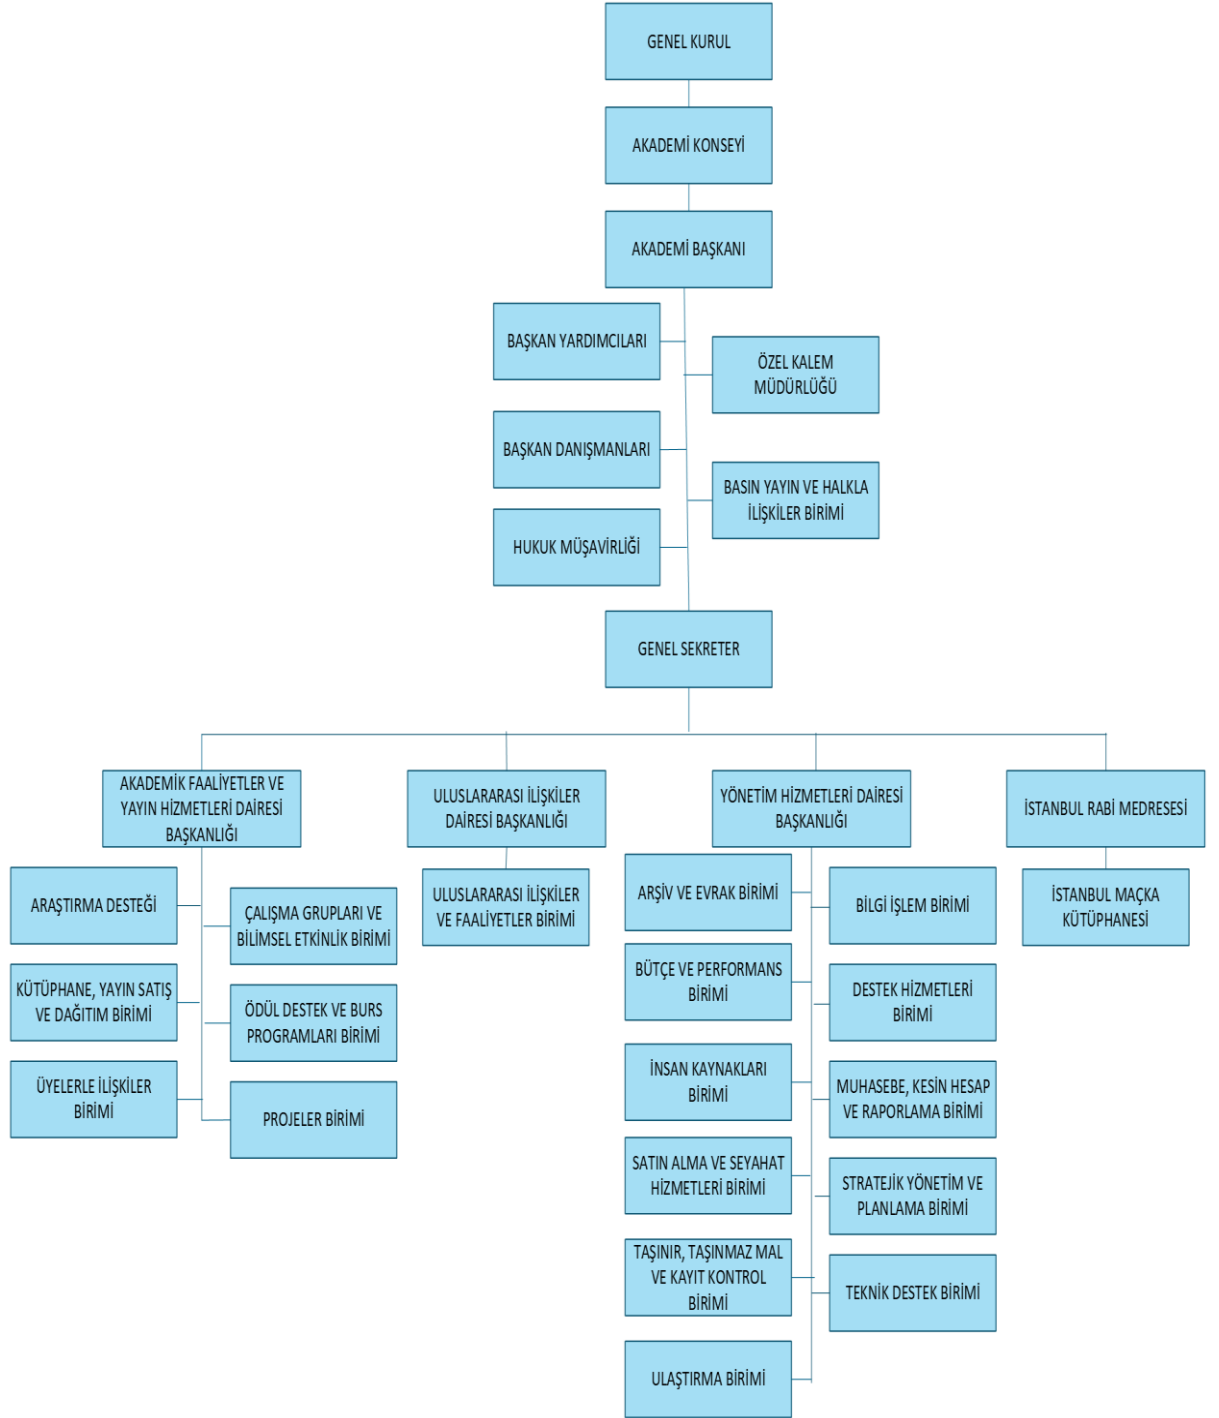 GENEL KURUL
AKADEMİ KONSEYİ
AKADEMİ BAŞKANI
BAŞKAN YARDIMCILARI
ÖZEL KALEM
MÜDÜRLÜĞÜ
BAŞKAN DANIŞMANLARI
BASIN YAYIN VE HALKLA
İLİŞKİLER BİRİMİ
HUKUK MÜŞAVİRLİĞİ
GENEL SEKRETER
AKADEMİK FAALİYETLER VE
YAYIN HİZMETLERİ DAİRESİ
BAŞKANLIĞI
ULUSLARARASI İLİŞKİLER
DAİRESİ BAŞKANLIĞI
YÖNETİM HİZMETLERİ DAİRESİ
BAŞKANLIĞI
İSTANBUL RABİ MEDRESESİ
ARAŞTIRMA DESTEĞİ
ÇALIŞMA GRUPLARI VE
BİLİMSEL ETKİNLİK BİRİMİ
KÜTÜPHANE, YAYIN SATIŞ
VE DAĞITIM BİRİMİ
ÖDÜL DESTEK VE BURS
PROGRAMLARI BİRİMİ
ÜYELERLE İLİŞKİLER
BİRİMİ
PROJELER BİRİMİ
ULUSLARARASI İLİŞKİLER
VE FAALİYETLER BİRİMİ
ARŞİV VE EVRAK BİRİMİ
BİLGİ İŞLEM BİRİMİ
BÜTÇE VE PERFORMANS
BİRİMİ
DESTEK HİZMETLERİ
BİRİMİ
İNSAN KAYNAKLARI
BİRİMİ
MUHASEBE, KESİN HESAP
VE RAPORLAMA BİRİMİ
SATIN ALMA VE SEYAHAT
HİZMETLERİ BİRİMİ
STRATEJİK YÖNETİM VE
PLANLAMA BİRİMİ
TAŞINIR, TAŞINMAZ MAL
VE KAYIT KONTROL
BİRİMİ
TEKNİK DESTEK BİRİMİ
ULAŞTIRMA BİRİMİ
İSTANBUL MAÇKA
KÜTÜPHANESİ